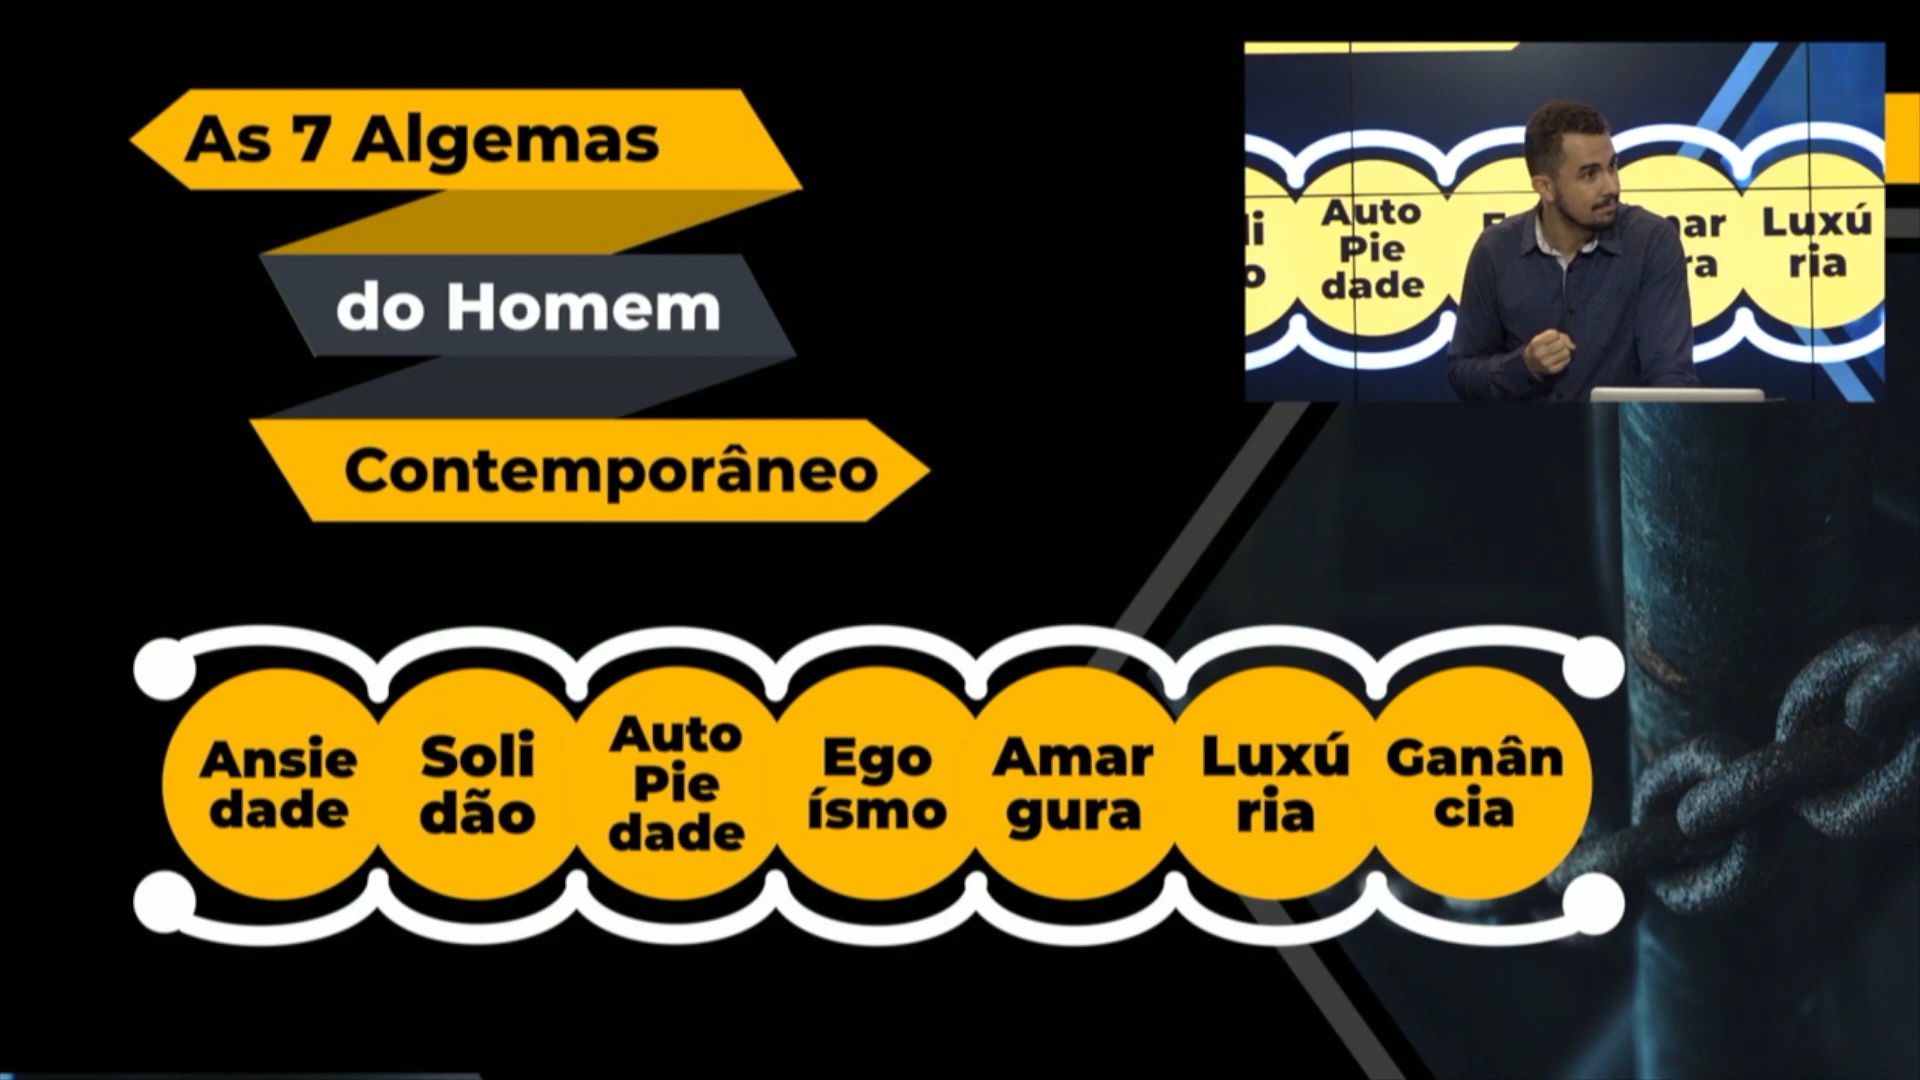 As 7 Algemas
do Homem
Contemporâneo
Auto
Pie
dade
Luxú
ria
Ansie
dade
Soli
dão
Auto
Pie
dade
Ego
ísmo
Amar
gura
Luxú
ria
Ganân
cia